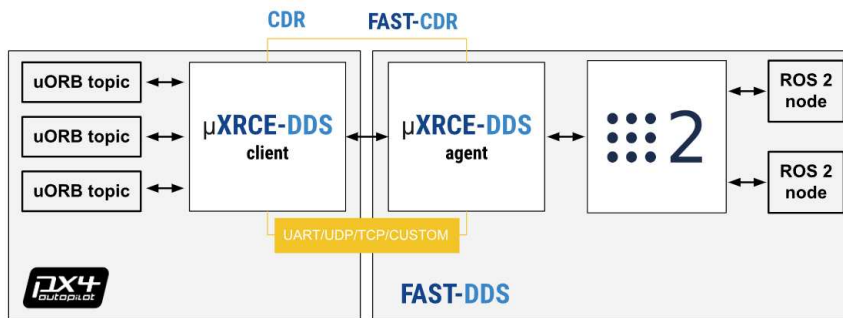 CDR
FAST-CDR
uORB topic
uORB topic
uORB topic
µXRCE-DDS
client
µXRCE-DDS
agent
2
ROS 2
node
ROS 2
node
UART/UDP/TCP/CUSTOM
px4
autopilot
FAST-DDS